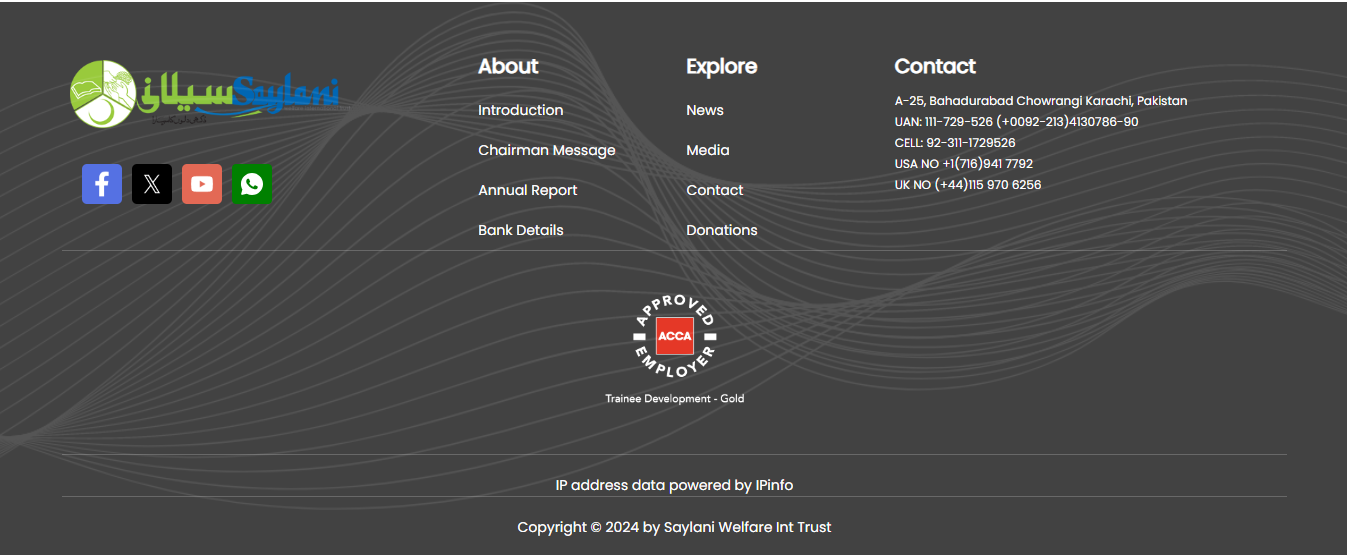 سیلانی Saylani
About
Introduction
Chairman Message
Annual Report
Bank Details
Explore
News
Media
Contact
Donations
Contact
A-25, Bahadurabad Chowrangi Karachi, Pakistan
UAN: 111-729-526 (+0092-213)4130786-90
CELL: 92-311-1729526
USA NO +1(716)941 7792
UK NO (+44)115 970 6256
APPROVED
ACCA
EMPLOYER
Trainee Development - Gold
IP address data powered by IPinfo
Copyright © 2024 by Saylani Welfare Int Trust